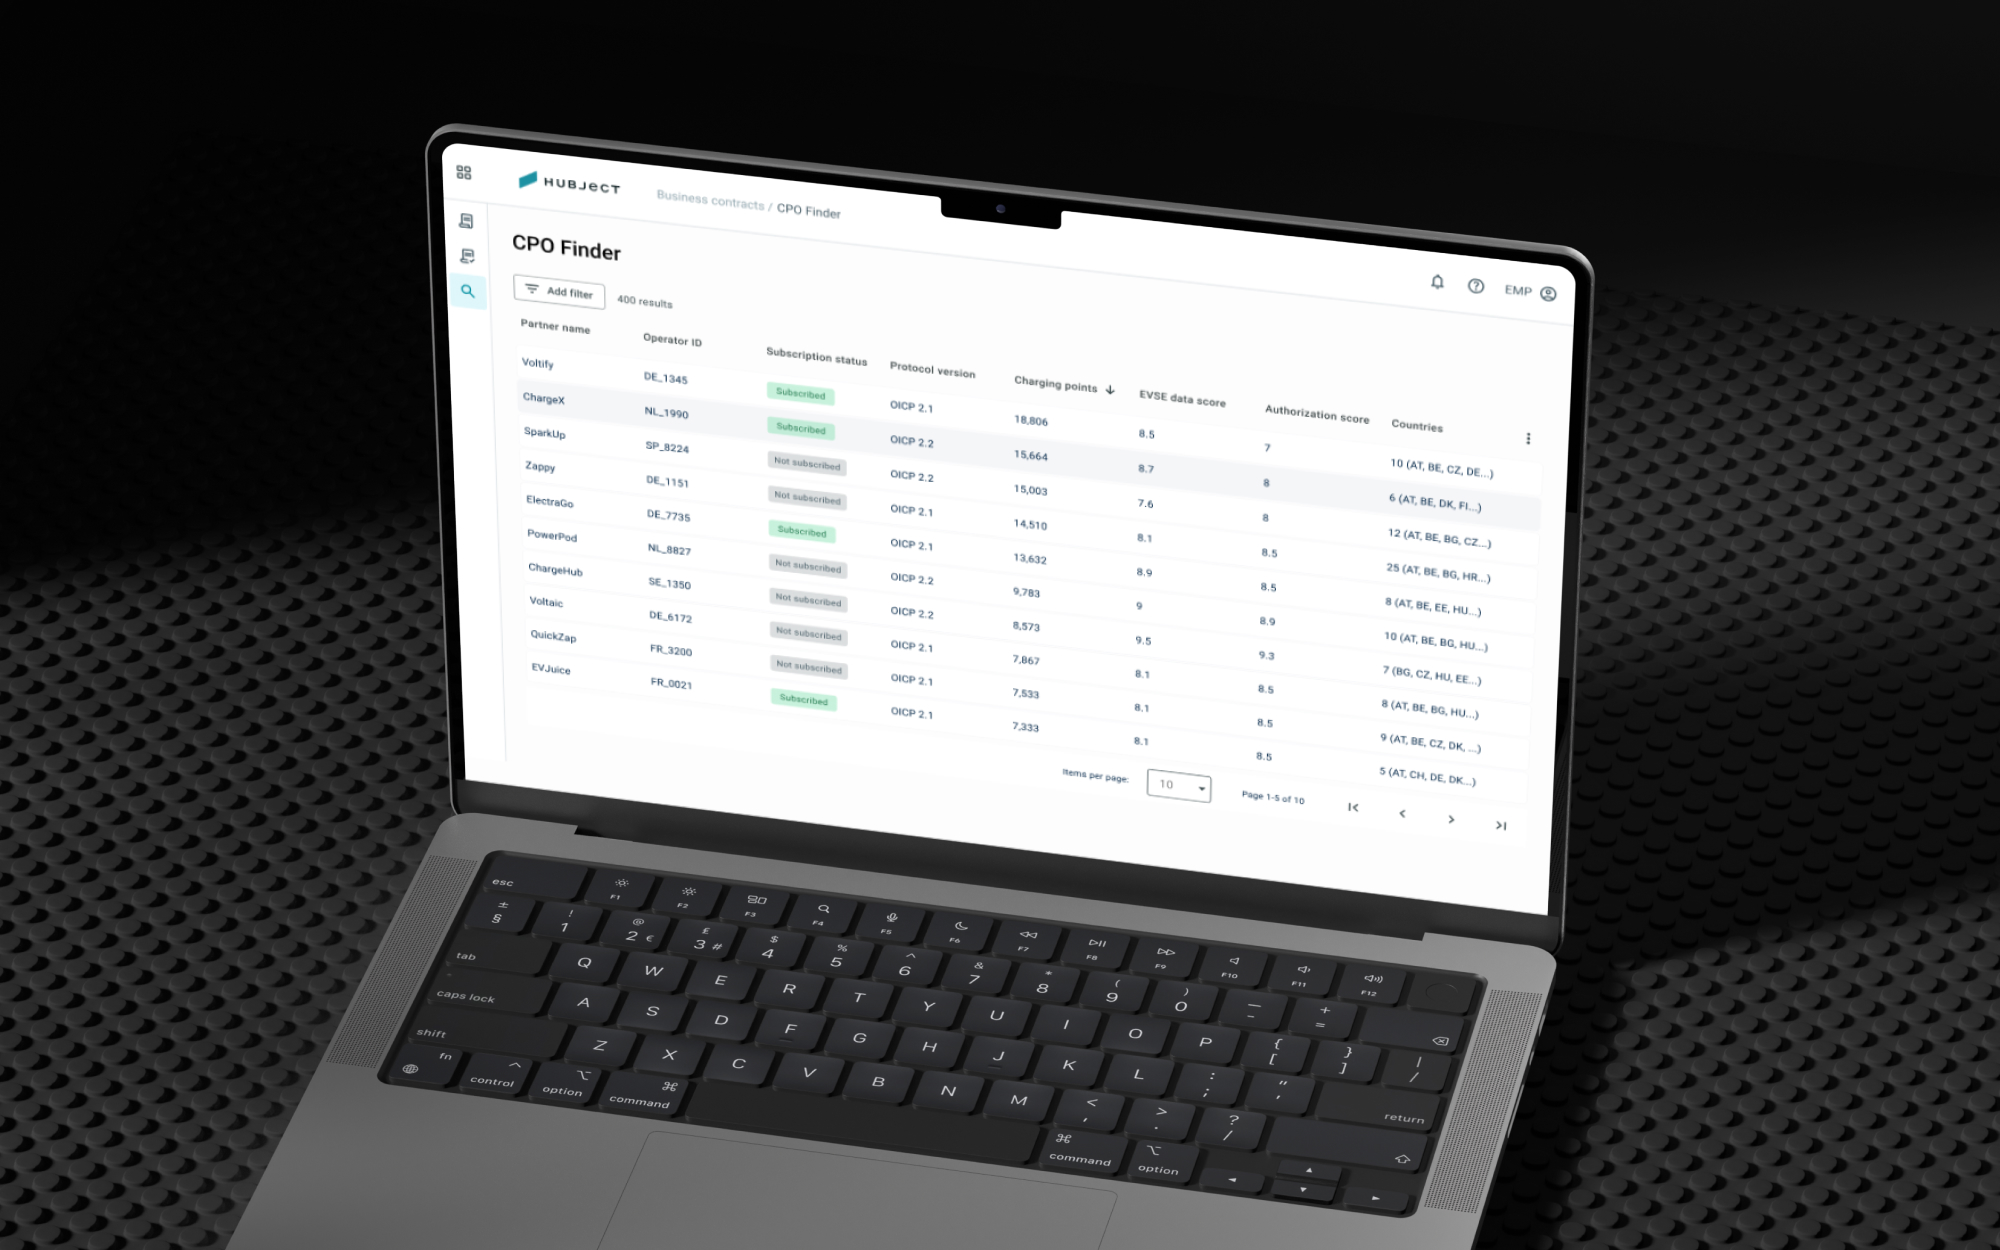 HUBJECT
Business contracts / CPO Finder
EMP
CPO Finder
Add filter 400 results
Partner name Operator ID Subscription status Protocol version Charging points EVSE data score Authorization score Countries
Voltify DE_1345 Subscribed OICP 2.1 18,806 8.5 7 10 (AT, BE, CZ, DE...)
ChargeX NL_1990 Subscribed OICP 2.2 15,664 8.7 8 6 (AT, BE, DK, FI...)
SparkUp SP_8224 Not subscribed OICP 2.2 15,003 7.6 8 12 (AT, BE, BG, CZ...)
Zappy DE_1151 Not subscribed OICP 2.1 14,510 8.1 8.5 25 (AT, BE, BG, HR...)
ElectraGo DE_7735 Subscribed OICP 2.1 13,632 8.9 8.5 8 (AT, BE, EE, HU...)
PowerPod NL_8827 Not subscribed OICP 2.2 9,783 9 8.9 10 (AT, BE, BG, HU...)
ChargeHub SE_1350 Not subscribed OICP 2.2 8,573 9.5 9.3 7 (BG, CZ, HU, EE...)
Voltaic DE_6172 Not subscribed OICP 2.1 7,867 8.1 8.5 8 (AT, BE, BG, HU...)
QuickZap FR_3200 Not subscribed OICP 2.1 7,533 8.1 8.5 9 (AT, BE, CZ, DK, ...)
EVJuice FR_0021 Subscribed OICP 2.1 7,333 8.1 8.5 5 (AT, CH, DE, DK...)
Items per page: 10 Page 1-5 of 10
esc F1 F2 F3 F4 F5 F6 F7 F8 F9 F10 F11 F12
± § ! 1 @ 2 € £ 3 # $ 4 % 5 ^ 6 & 7 * 8 ( 9 ) 0 — - + =
tab Q W E R T Y U I O P { [ } ] | /
caps lock A S D F G H J K L : ; " , return
shift Z X C V B N M < , > . ? /
fn control option command command option